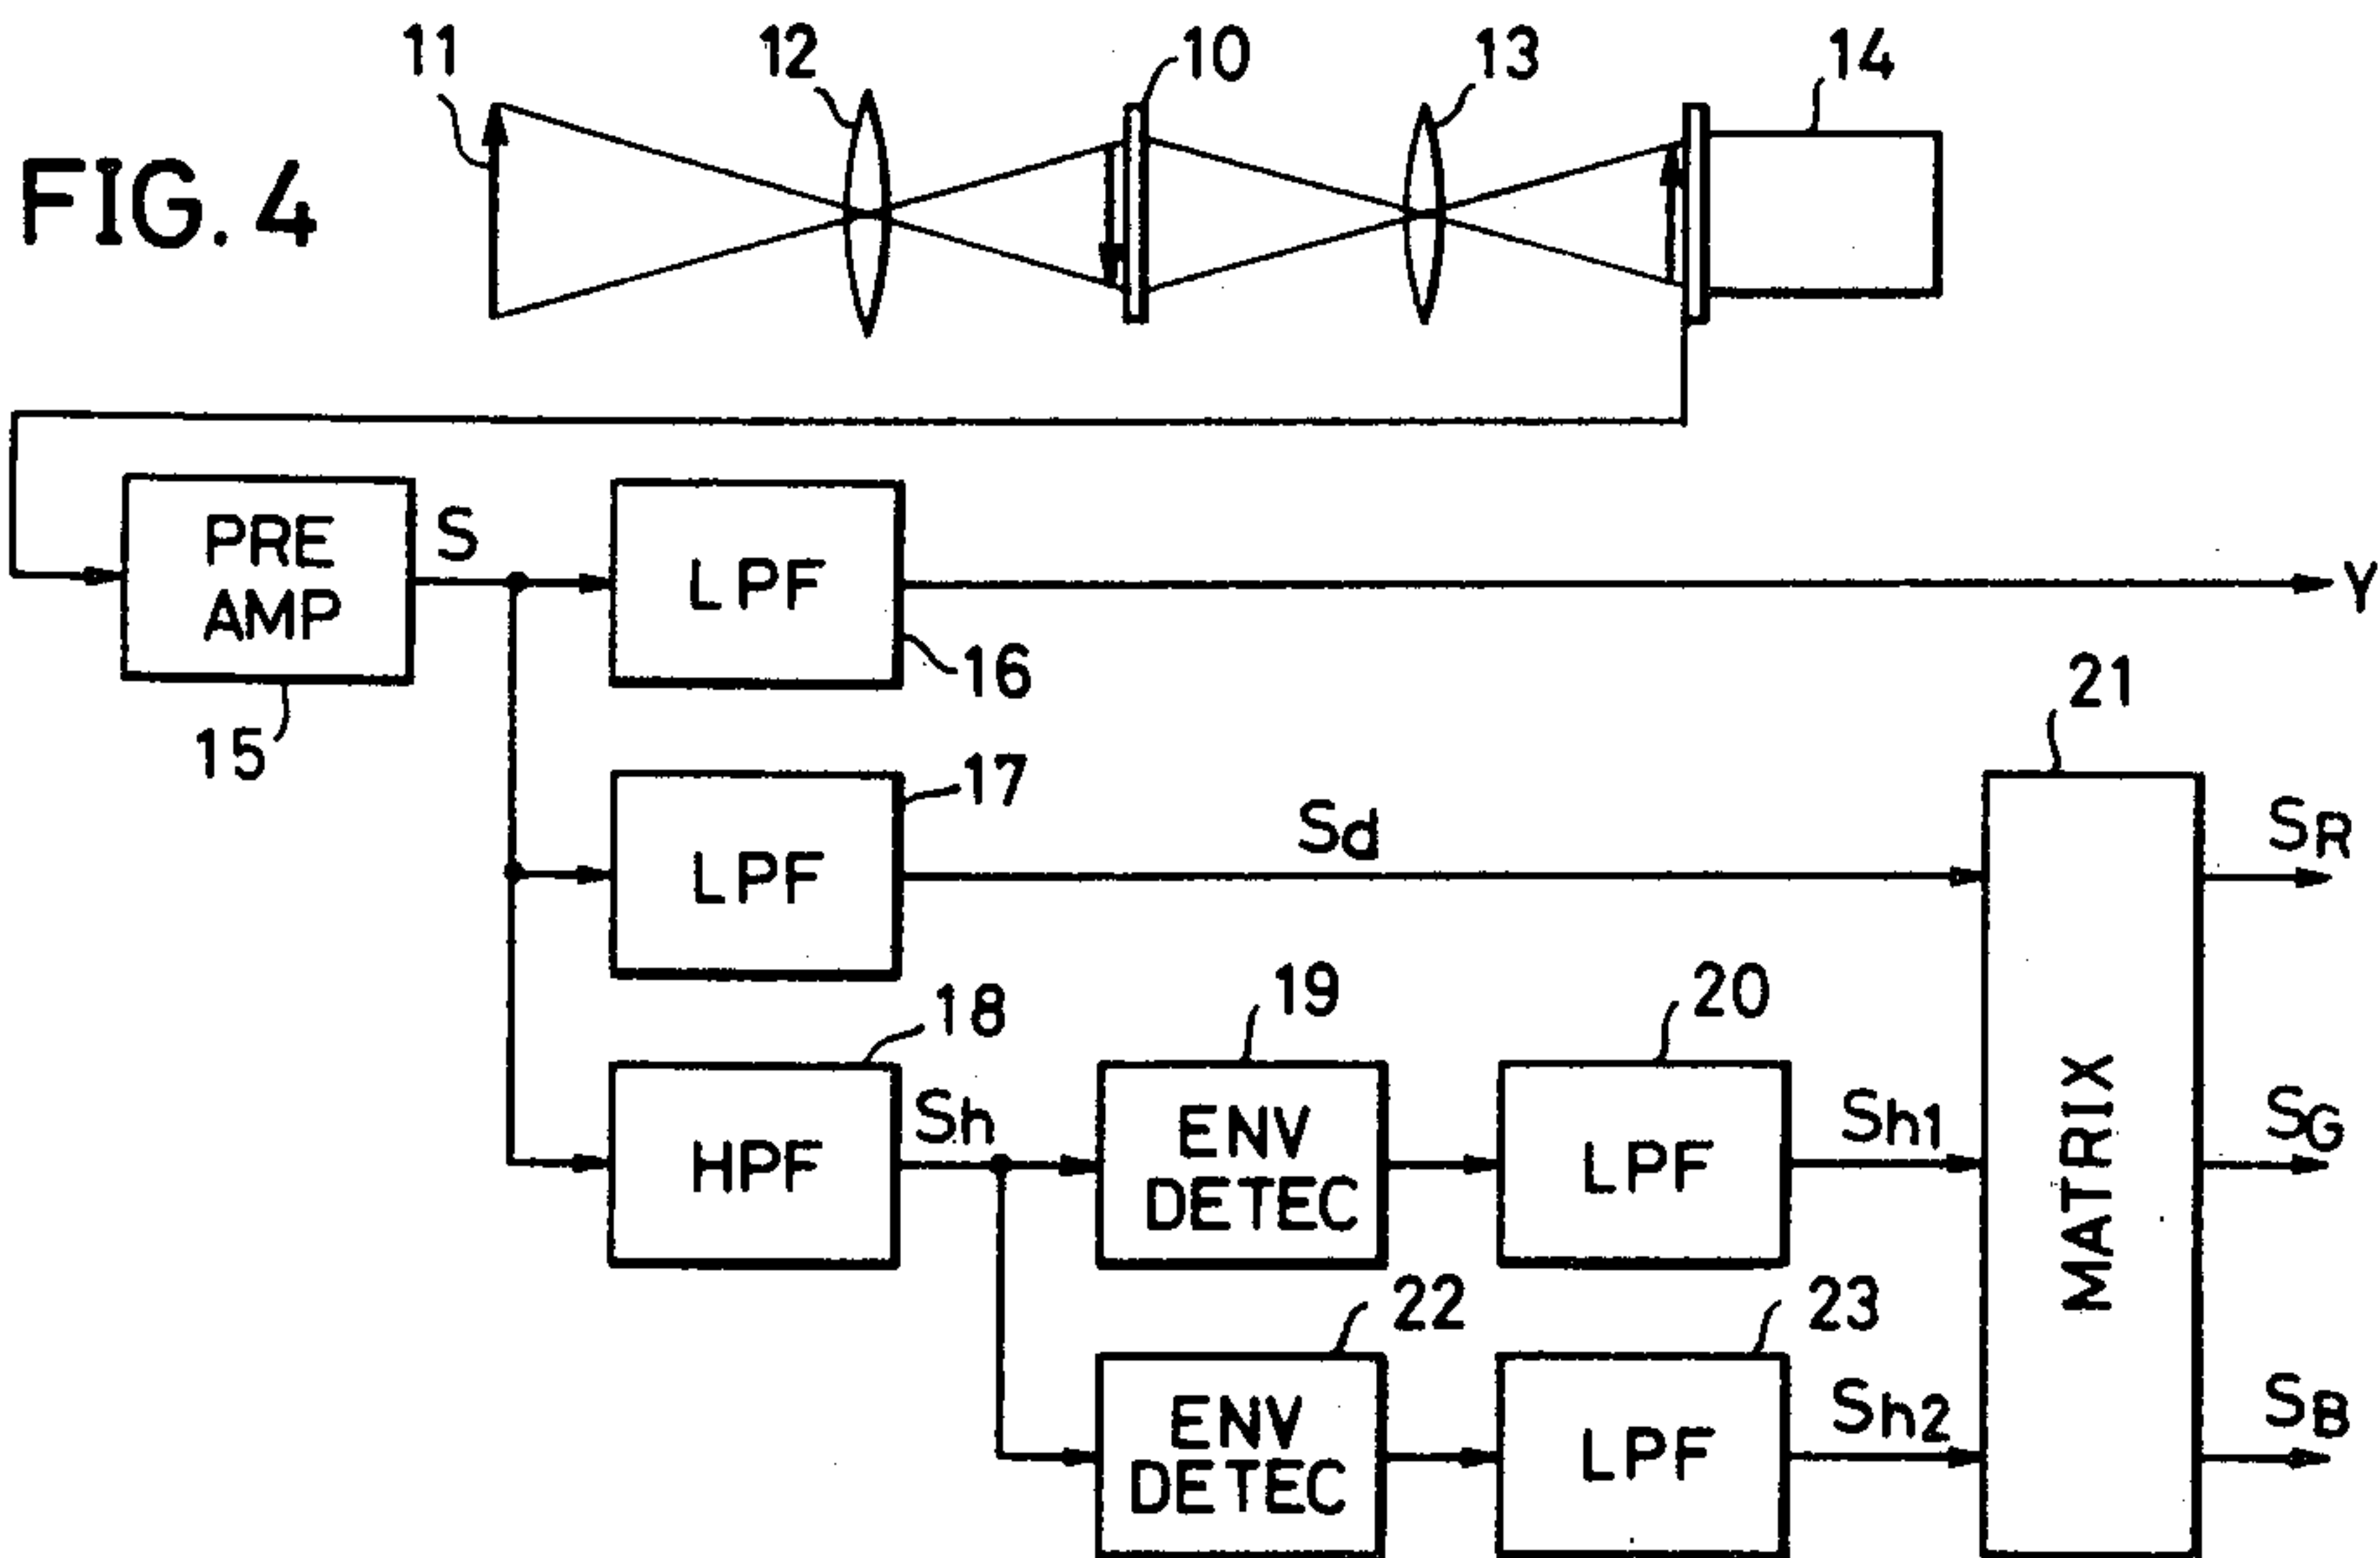 11
12
10
13
14
FIG. 4
PRE
AMP
S
LPF
Y
16
15
21
17
LPF
Sd
SR
18
19
20
HPF
Sh
ENV
DETEC
LPF
Sh1
MATRIX
SG
22
23
ENV
DETEC
LPF
Sh2
SB